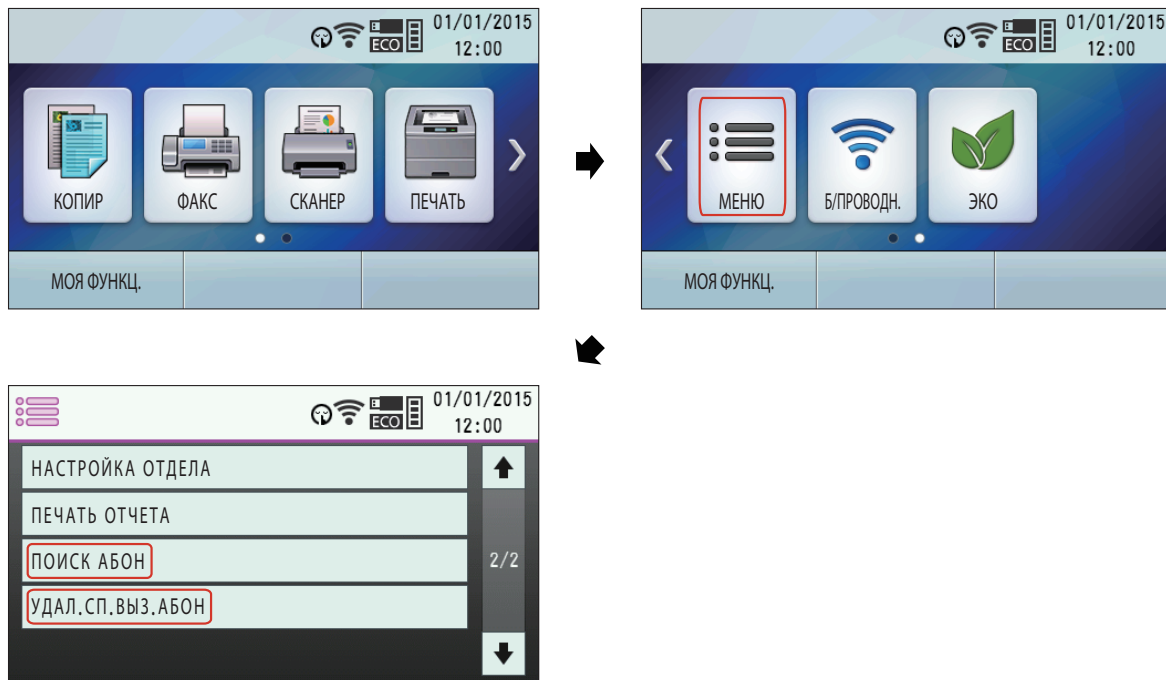 01/01/2015
ECO
12:00
КОПИР
ФАКС
СКАНЕР
ПЕЧАТЬ
МОЯ ФУНКЦ.
01/01/2015
ECO
12:00
МЕНЮ
Б/ПРОВОДН.
ЭКО
МОЯ ФУНКЦ.
01/01/2015
ECO
12:00
НАСТРОЙКА ОТДЕЛА
ПЕЧАТЬ ОТЧЕТА
ПОИСК АБОН
2/2
УДАЛ.СП.ВЫЗ.АБОН